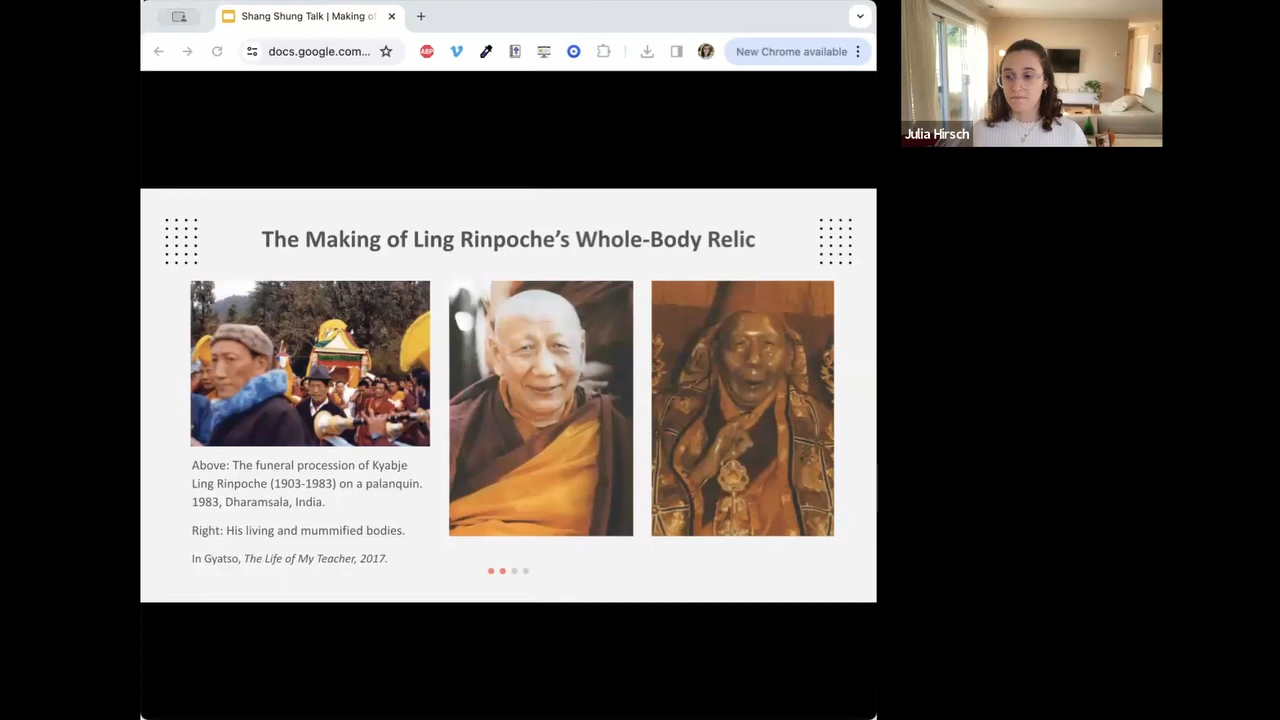 Shang Shung Talk | Making of
docs.google.com...
ABP
New Chrome available
Julia Hirsch
The Making of Ling Rinpoche's Whole-Body Relic
Above: The funeral procession of Kyabje
Ling Rinpoche (1903-1983) on a palanquin.
1983, Dharamsala, India.
Right: His living and mummified bodies.
In Gyatso, The Life of My Teacher, 2017.